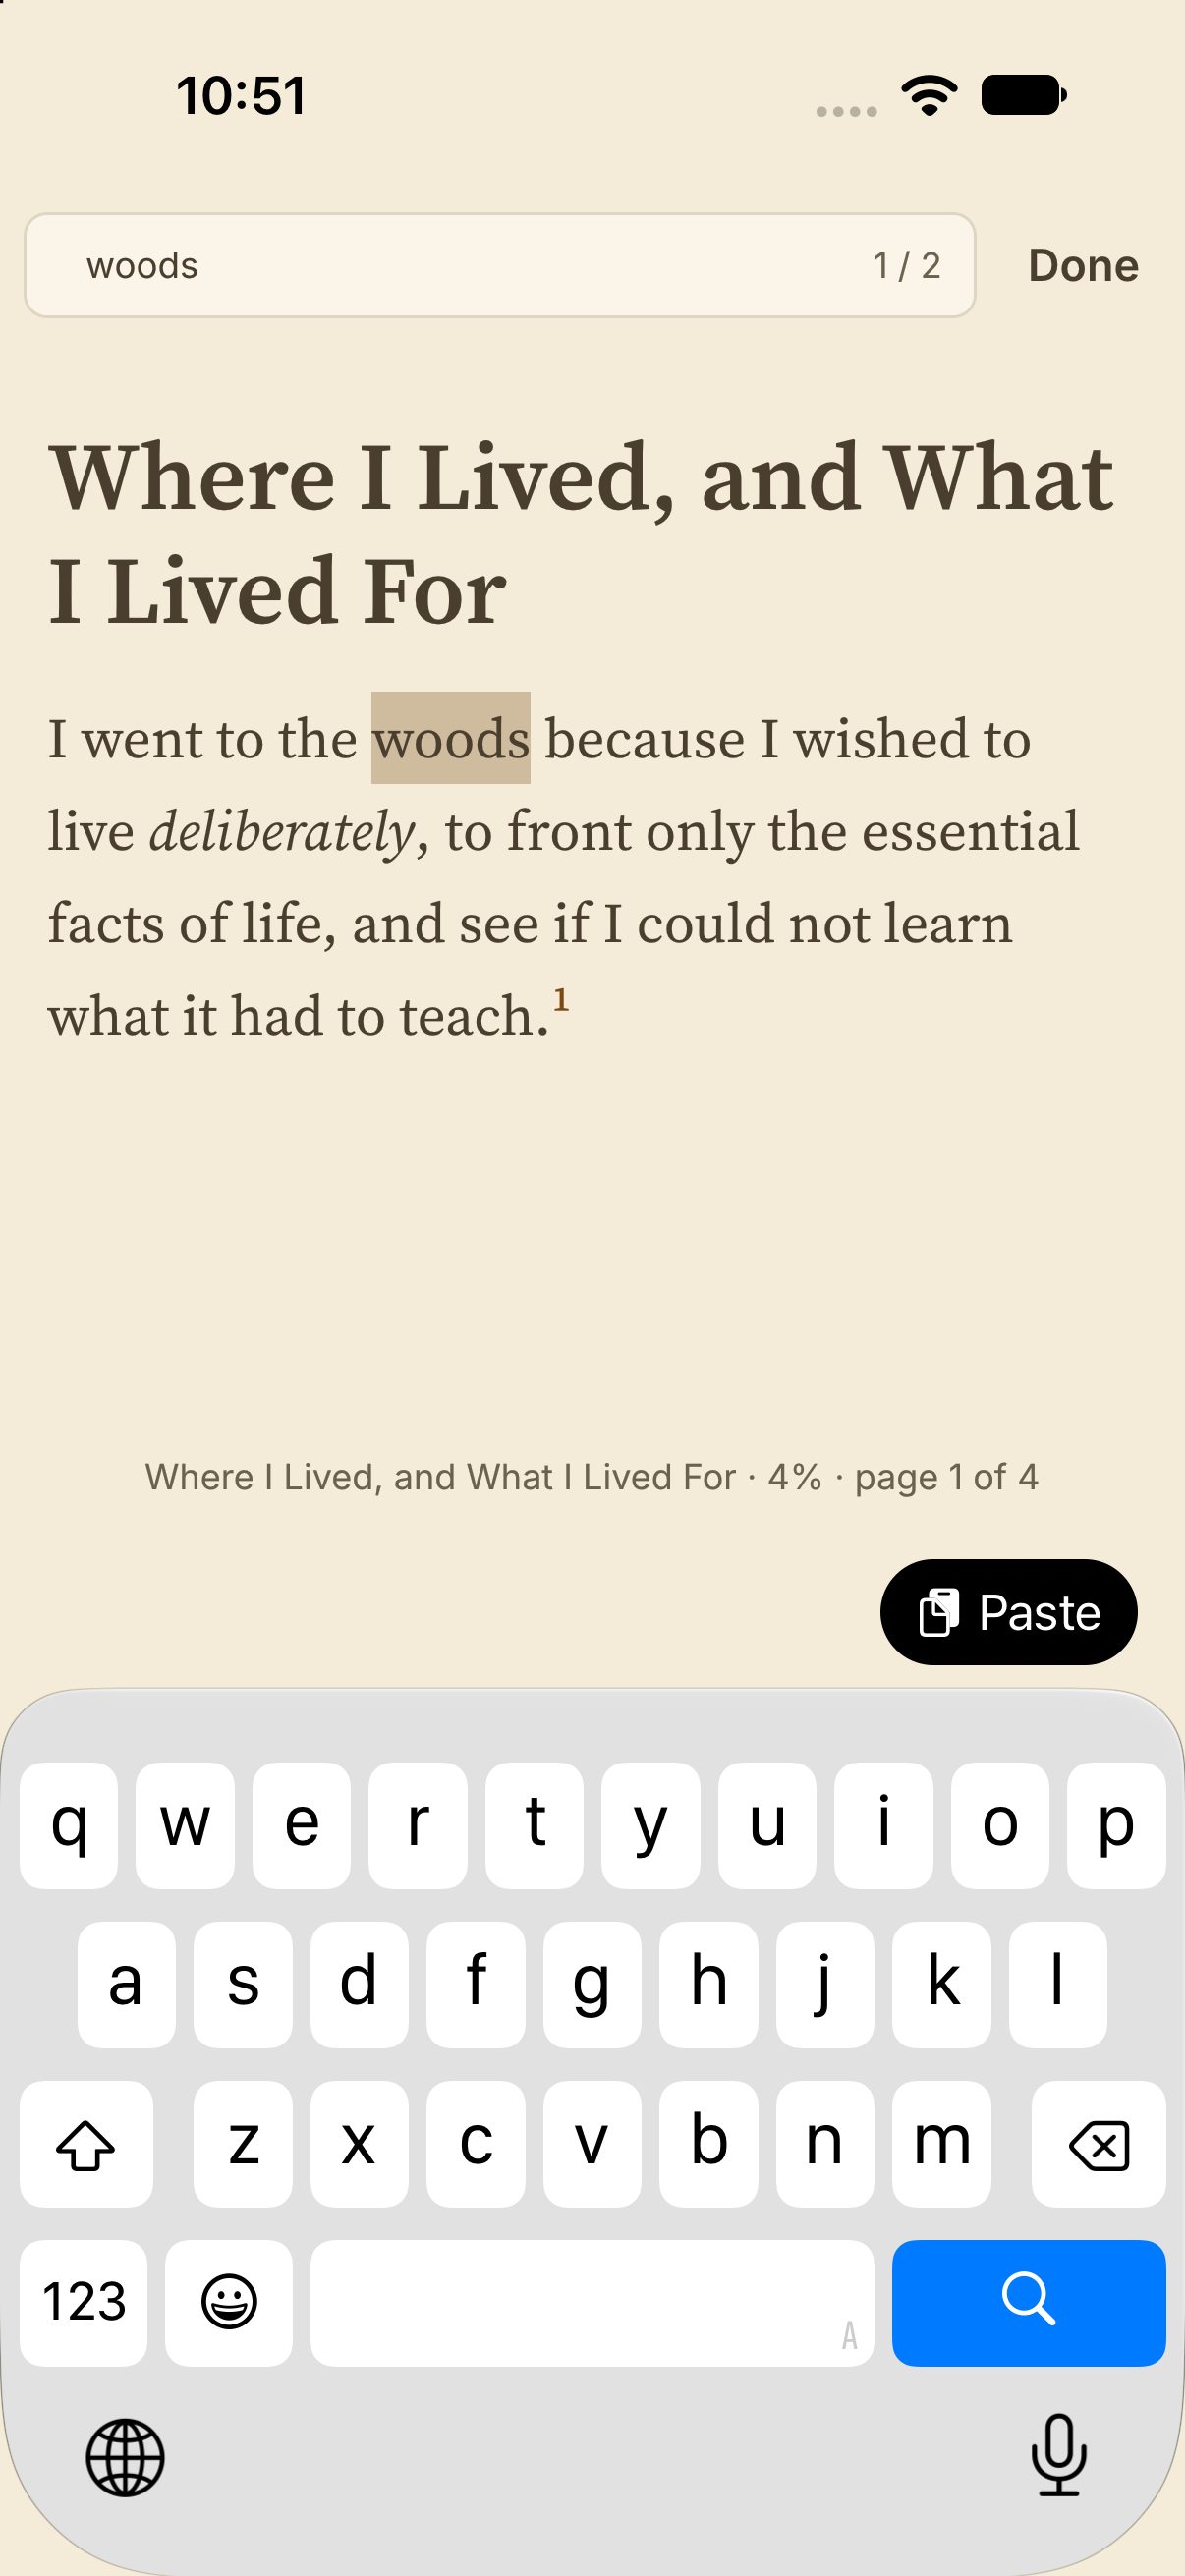 10:51
woods 1 / 2 Done
Where I Lived, and What
I Lived For
I went to the woods because I wished to
live deliberately, to front only the essential
facts of life, and see if I could not learn
what it had to teach.¹
Where I Lived, and What I Lived For · 4% · page 1 of 4
Paste
q w e r t y u i o p
a s d f g h j k l
z x c v b n m
123
A